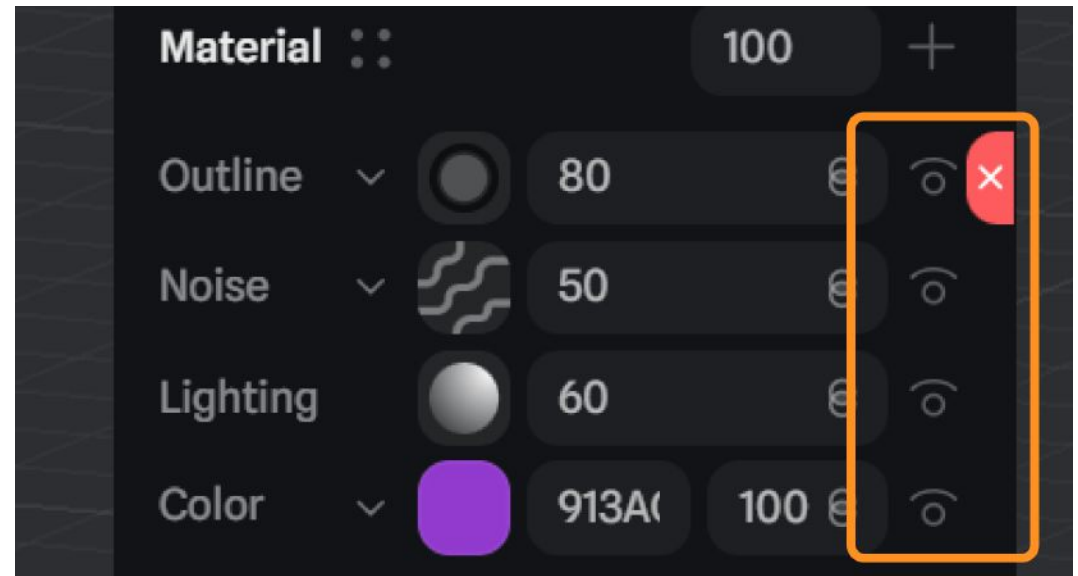 Material 100
Outline 80
Noise 50
Lighting 60
Color 913A 100